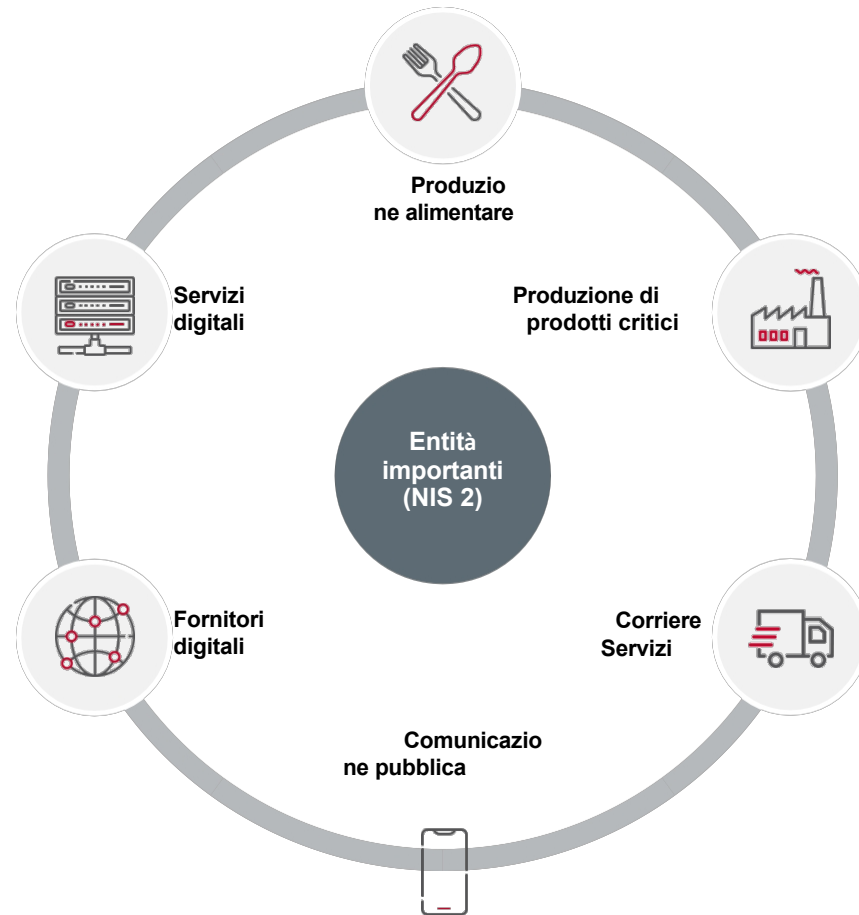 Produzio
ne alimentare
Servizi
digitali
Produzione di
prodotti critici
Entità
importanti
(NIS 2)
Fornitori
digitali
Corriere
Servizi
Comunicazio
ne pubblica